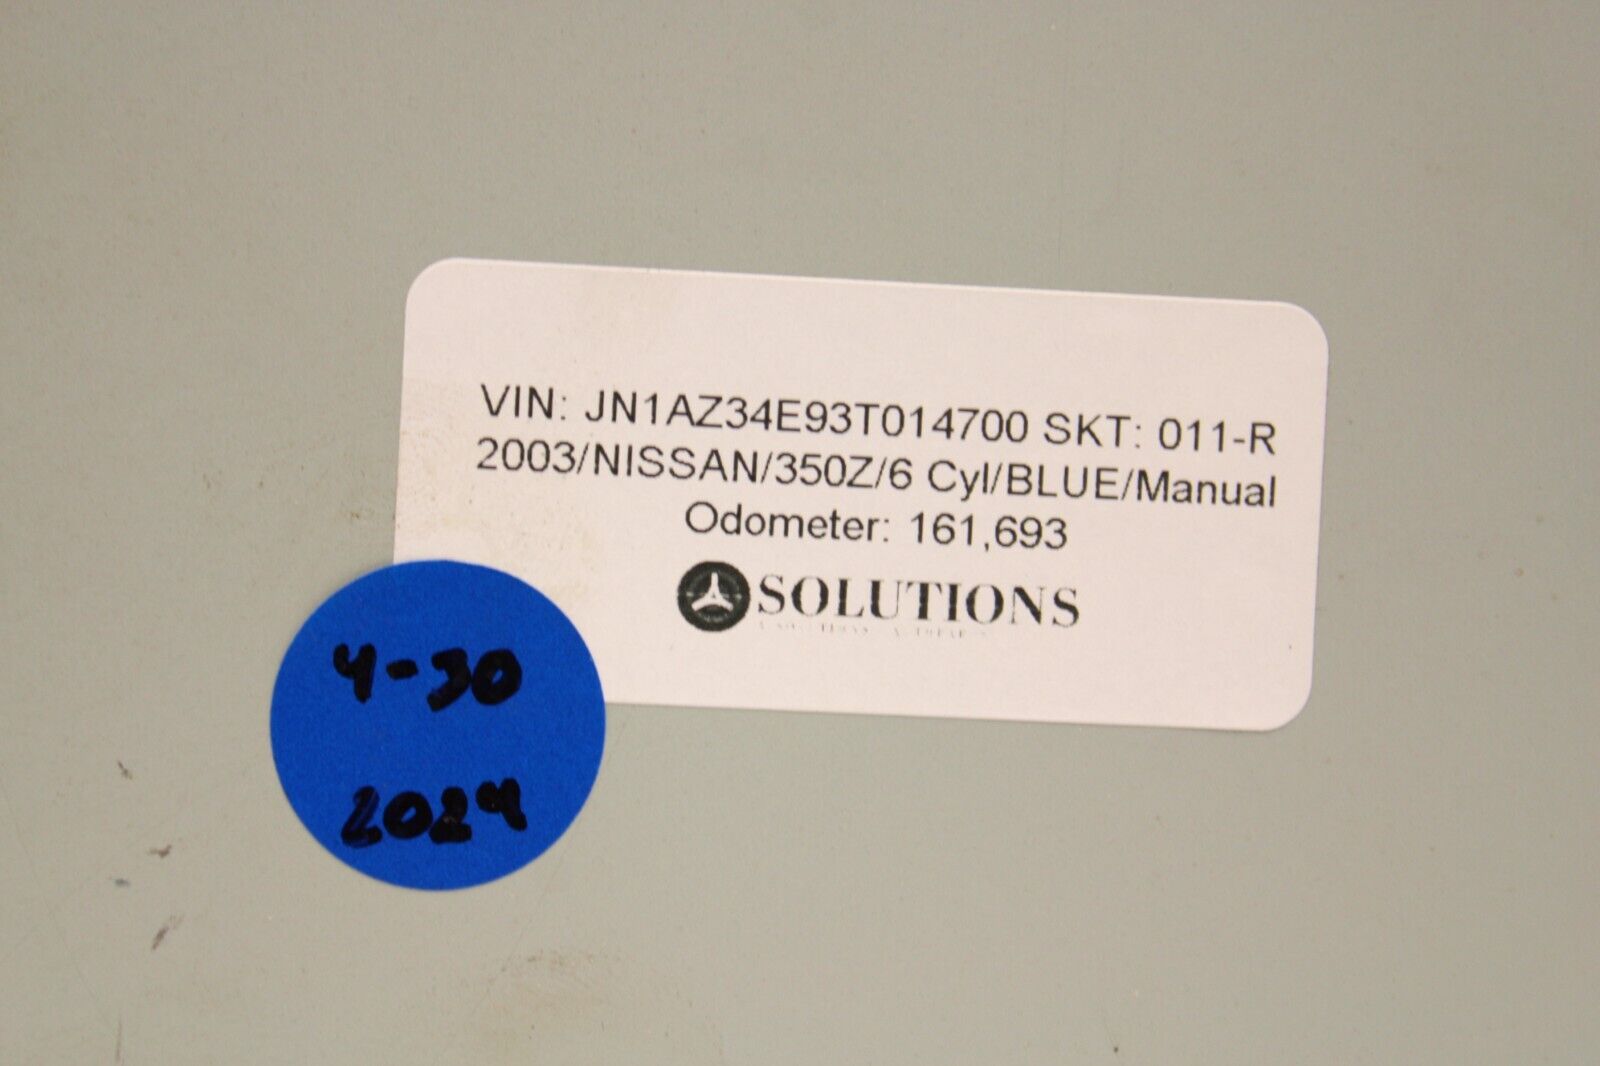 VIN: JN1AZ34E93T014700 SKT: 011-R
2003/NISSAN/350Z/6 Cyl/BLUE/Manual
Odometer: 161,693
SOLUTIONS
4-30
2024